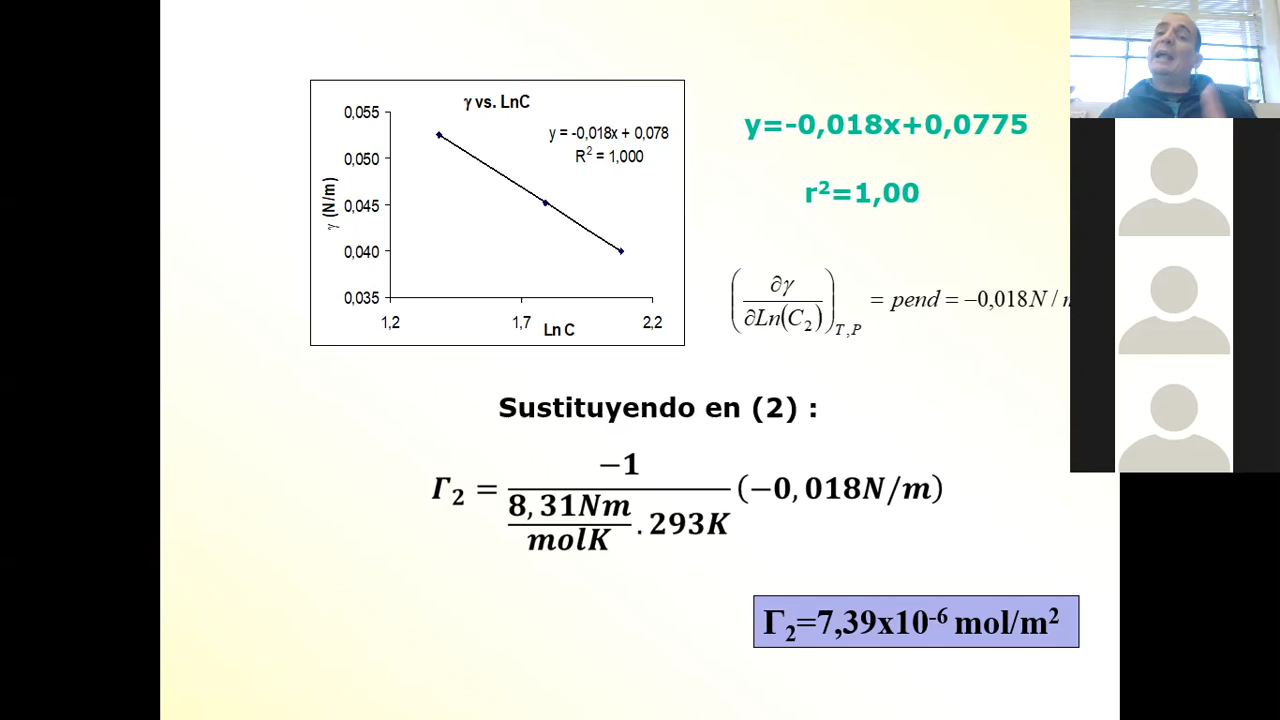 γ vs. LnC
y = -0,018x + 0,078
R² = 1,000
γ (N/m)
0,055
0,050
0,045
0,040
0,035
1,2 1,7 2,2
Ln C
y=-0,018x+0,0775
r²=1,00
(∂γ/∂Ln(C₂))T,P = pend = −0,018N /
Sustituyendo en (2) :
Γ₂ = −1/(8,31Nm/molK . 293K) (−0,018N/m)
Γ₂=7,39x10⁻⁶ mol/m²